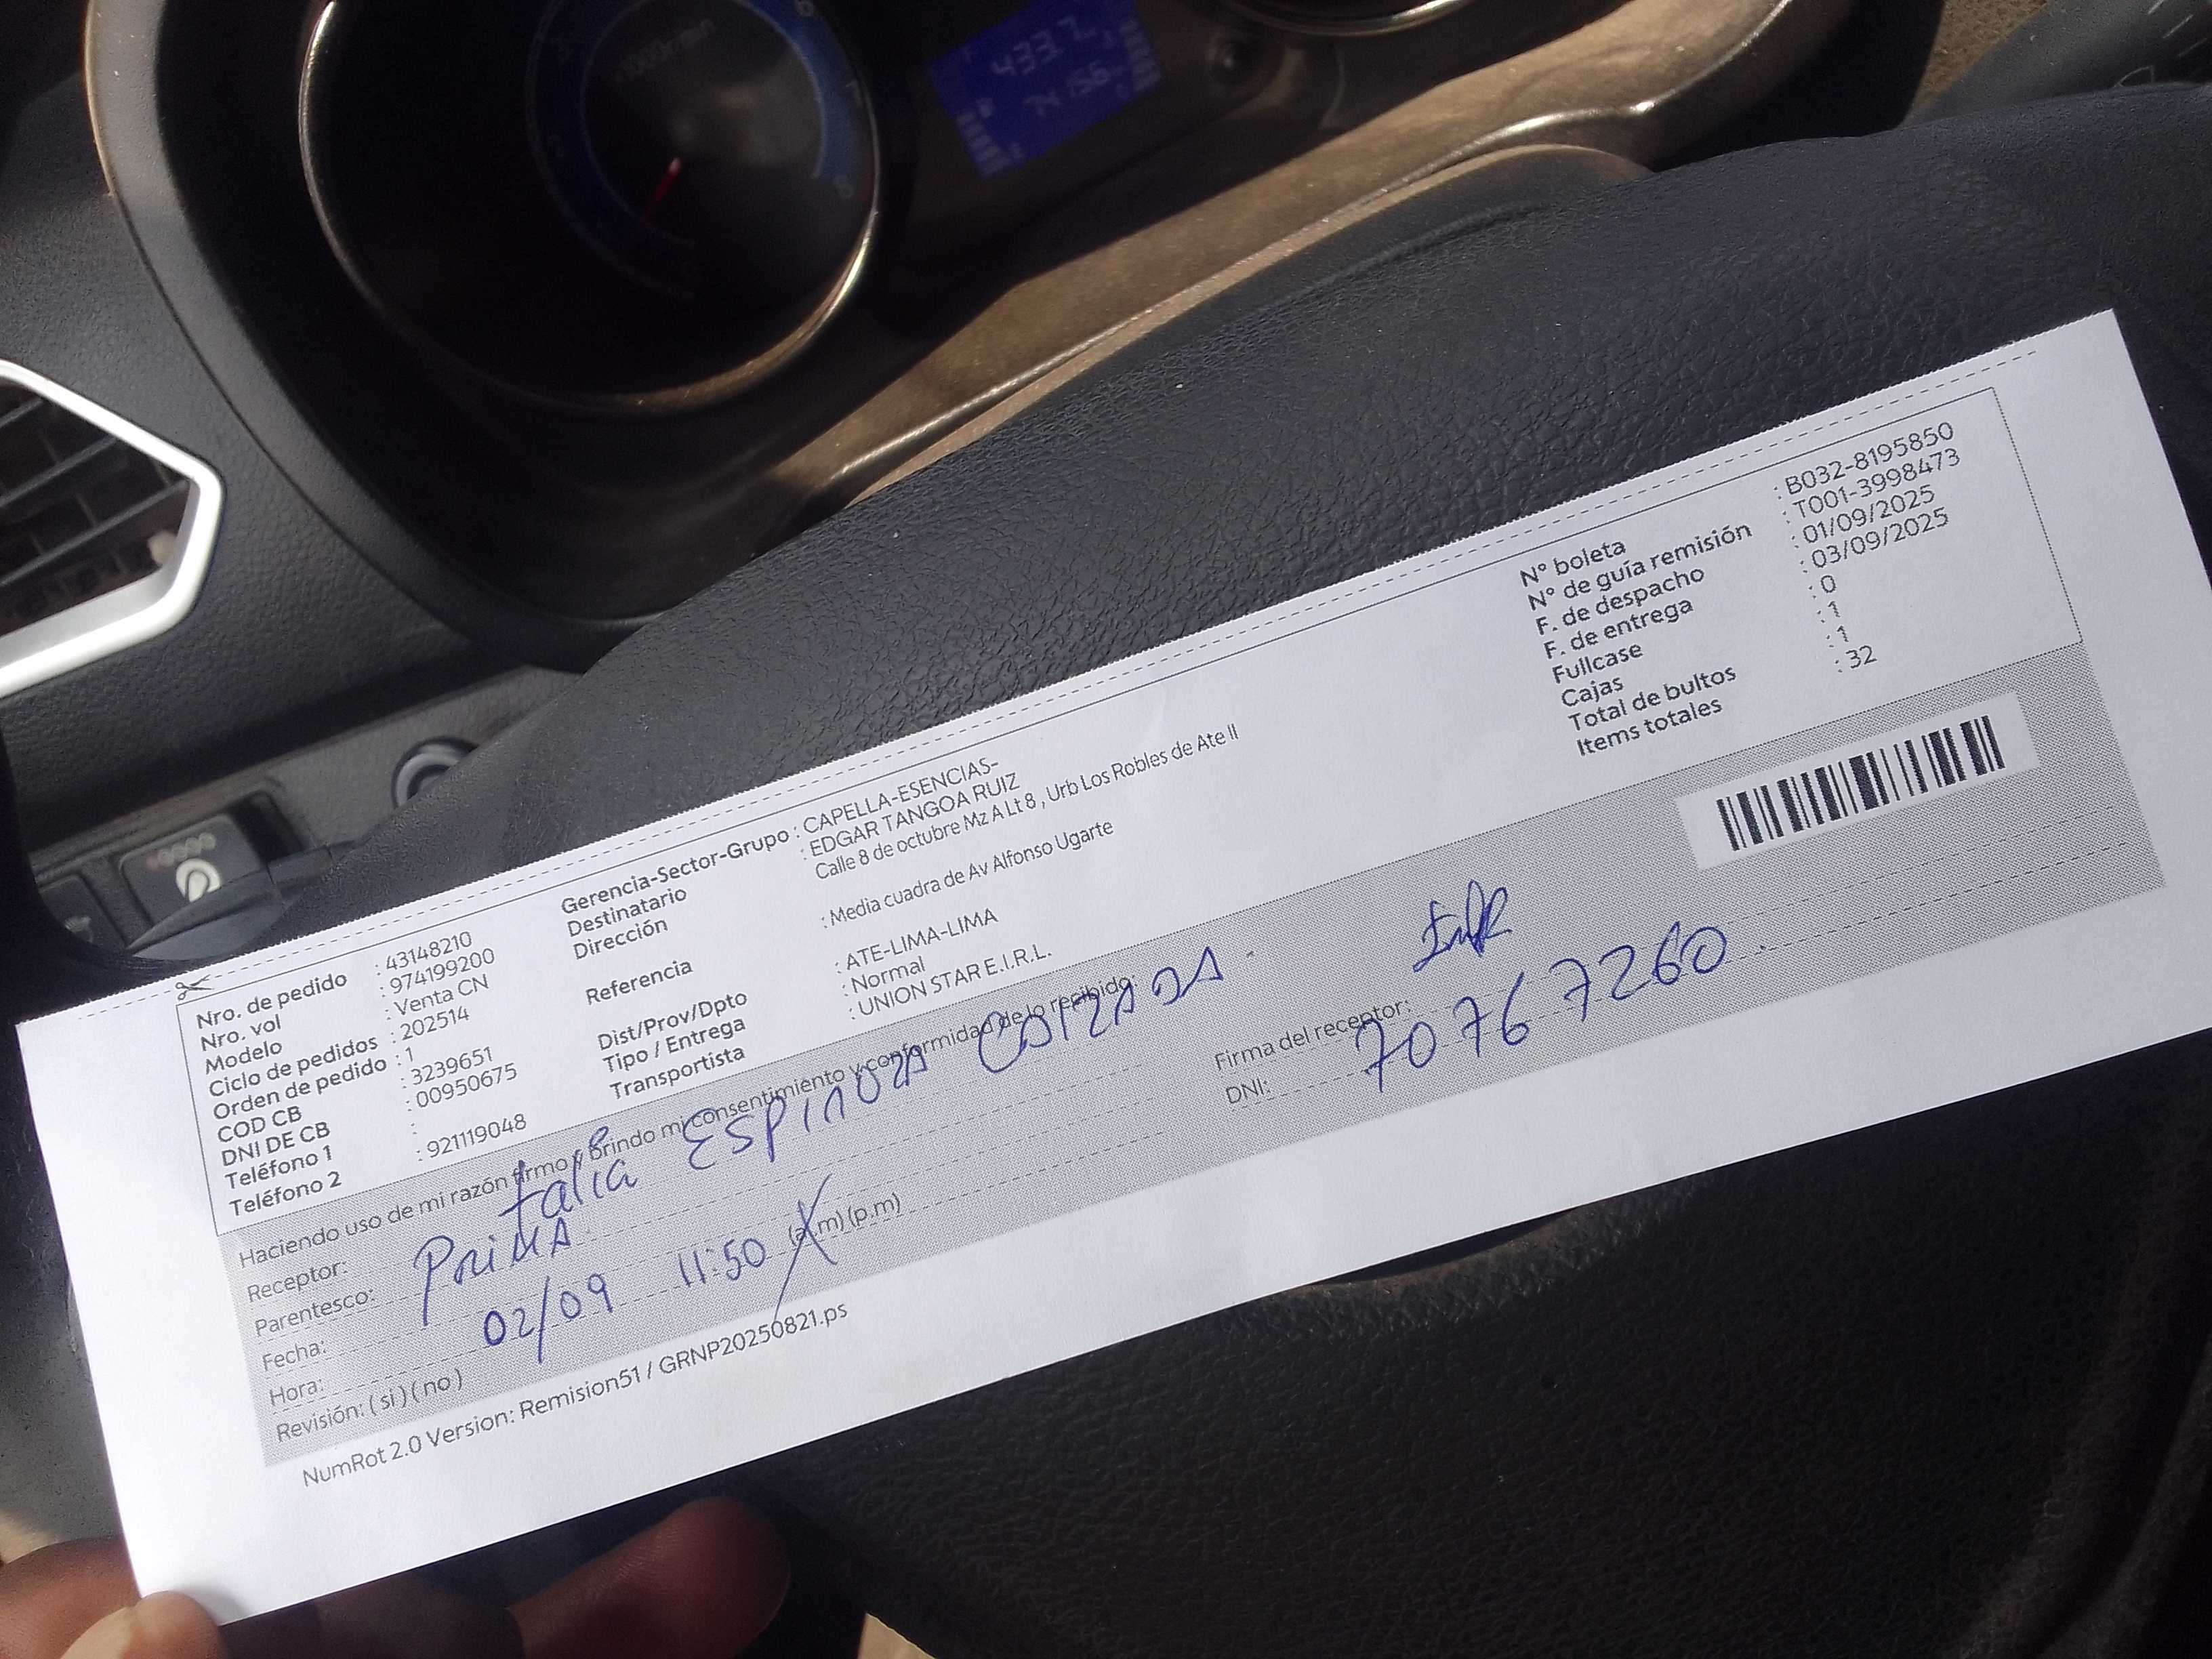 Nro. de pedido : 43148210
Nro. vol : 974199200
Modelo : Venta CN
Ciclo de pedidos : 202514
Orden de pedido : 1
COD CB : 3239651
DNI DE CB : 00950675
Teléfono 1 :
Teléfono 2 : 921119048
Gerencia-Sector-Grupo : CAPELLA-ESENCIAS-
Destinatario : EDGAR TANGOA RUIZ
Dirección Calle 8 de octubre Mz A Lt 8 , Urb Los Robles de Ate II
Referencia : Media cuadra de Av Alfonso Ugarte
Dist/Prov/Dpto : ATE-LIMA-LIMA
Tipo / Entrega : Normal
Transportista : UNION STAR E.I.R.L.
N° boleta : B032-8195850
N° de guía remisión : T001-3998473
F. de despacho : 01/09/2025
F. de entrega : 03/09/2025
Fullcase : 0
Cajas : 1
Total de bultos : 1
Items totales : 32
Haciendo uso de mi razón firmo y brindo mi consentimiento y conformidad de lo recibido:
Receptor: talia Espinoza
Parentesco: PRIMA
Fecha: 02/09
Hora: 11:50 (a.m) (p.m)
Revisión: ( si ) ( no )
Firma del receptor:
DNI: 70767260
NumRot 2.0 Version: Remision51 / GRNP20250821.ps
4337